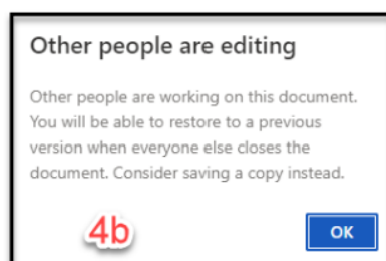 Other people are editing
Other people are working on this document.
You will be able to restore to a previous
version when everyone else closes the
document. Consider saving a copy instead.
4b
OK